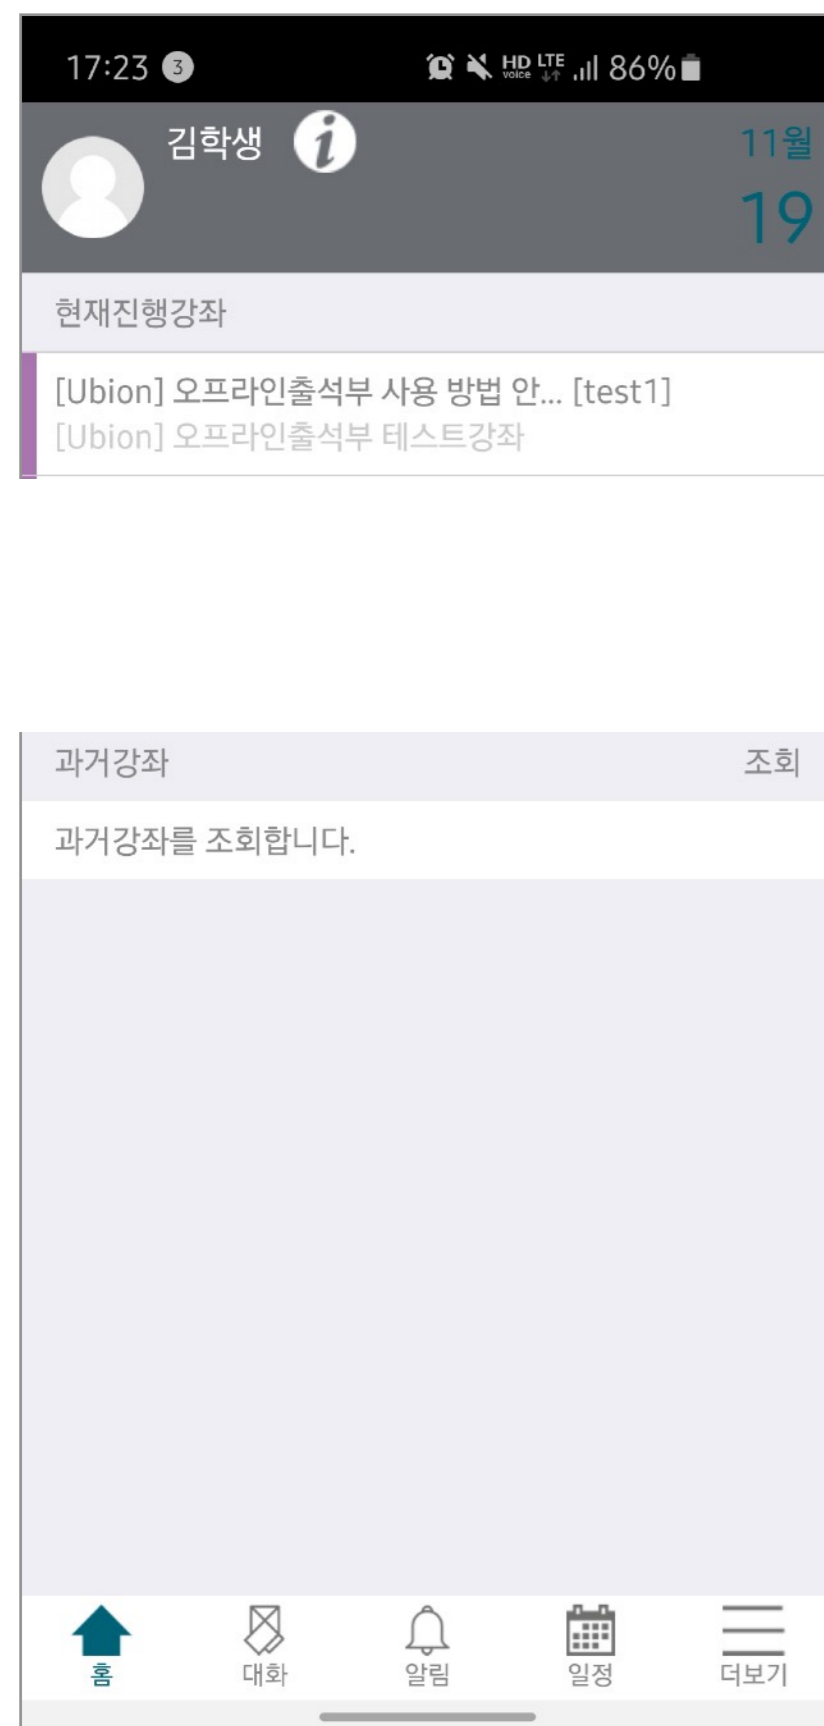 17:23 3 HD voice LTE 86%
김학생 i 11월
19
현재진행강좌
[Ubion] 오프라인출석부 사용 방법 안... [test1]
[Ubion] 오프라인출석부 테스트강좌
과거강좌 조회
과거강좌를 조회합니다.
홈 대화 알림 일정 더보기